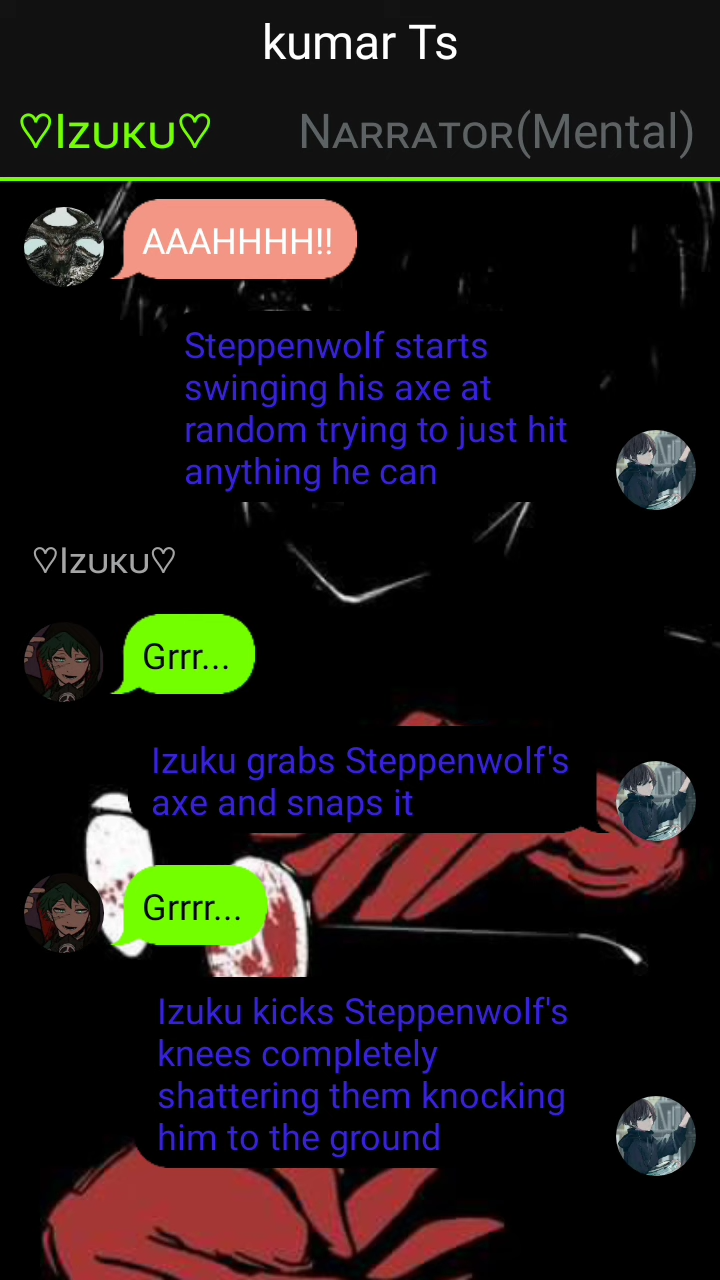 kumar Ts
♡Izuku♡
Narrator(Mental)
AAAHHHH!!
Steppenwolf starts
swinging his axe at
random trying to just hit
anything he can
♡Izuku♡
Grrr...
Izuku grabs Steppenwolf's
axe and snaps it
Grrrr...
Izuku kicks Steppenwolf's
knees completely
shattering them knocking
him to the ground